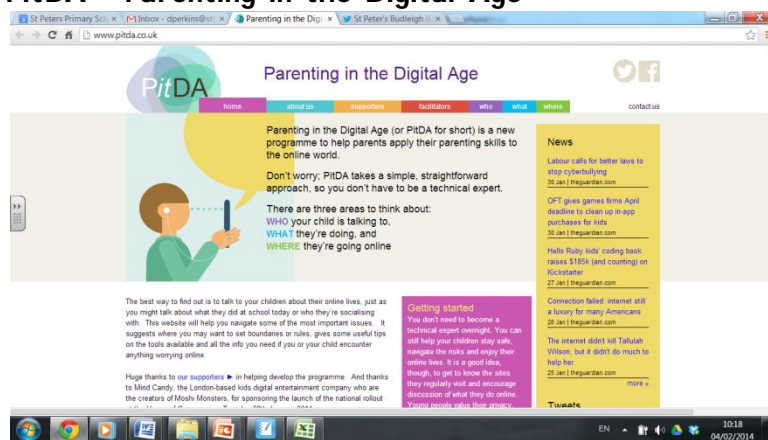 PitDA – Parenting in the Digital Age
St Peters Primary Sch
Inbox - dperkins@st
Parenting in the Dig
St Peter's Budleigh (
www.pitda.co.uk
PitDA
Parenting in the Digital Age
home
about us
supporters
facilitators
who
what
where
contact us
Parenting in the Digital Age (or PitDA for short) is a new
programme to help parents apply their parenting skills to
the online world.
Don't worry; PitDA takes a simple, straightforward
approach, so you don't have to be a technical expert.
There are three areas to think about:
WHO your child is talking to,
WHAT they're doing, and
WHERE they're going online
News
Labour calls for better laws to
stop cyberbullying
30 Jan | theguardian.com
OFT gives games firms April
deadline to clean up in-app
purchases for kids
30 Jan | theguardian.com
Hello Ruby kids' coding book
raises $185k (and counting) on
Kickstarter
27 Jan | theguardian.com
Connection failed: internet still
a luxury for many Americans
26 Jan | theguardian.com
The internet didn't kill Tallulah
Wilson, but it didn't do much to
help her
25 Jan | theguardian.com
more »
Tweets
The best way to find out is to talk to your children about their online lives, just as
you might talk about what they did at school today or who they're socialising
with. This website will help you navigate some of the most important issues. It
suggests where you may want to set boundaries or rules, gives some useful tips
on the tools available and all the info you need if you or your child encounter
anything worrying online.
Huge thanks to our supporters ► in helping develop the programme. And thanks
to Mind Candy, the London-based kids digital entertainment company who are
the creators of Moshi Monsters, for sponsoring the launch of the national rollout
Getting started
You don't need to become a
technical expert overnight. You can
still help your children stay safe,
navigate the risks and enjoy their
online lives. It is a good idea,
though, to get to know the sites
they regularly visit and encourage
discussion of what they do online.
Young people value their privacy,
EN
10:18
04/02/2014